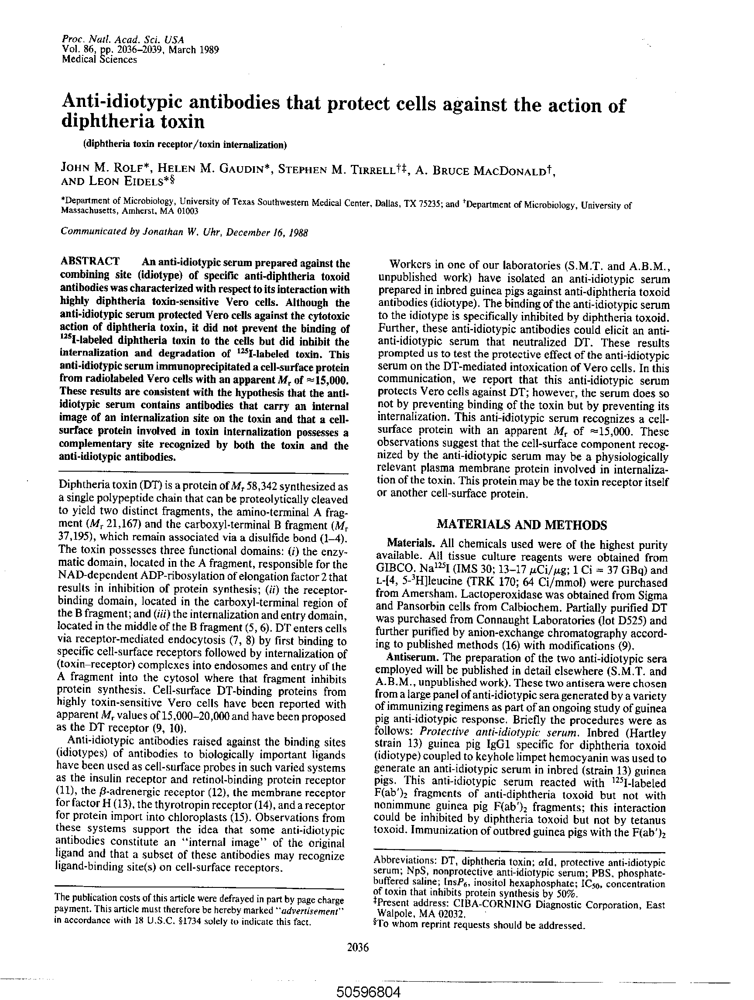 Proc. Natl. Acad. Sci. USA
Vol. 86, pp. 2036-2039, March 1989
Medical Sciences
Anti-idiotypic antibodies that protect cells against the action of
diphtheria toxin
(diphtheria toxin receptor/toxin internalization)
JOHN M. ROLF*, HELEN M. GAUDIN*, STEPHEN M. TIRRELL†‡, A. BRUCE MACDONALD†,
AND LEON EIDELS*§
*Department of Microbiology, University of Texas Southwestern Medical Center, Dallas, TX 75235; and †Department of Microbiology, University of
Massachusetts, Amherst, MA 01003
Communicated by Jonathan W. Uhr, December 16, 1988
ABSTRACT An anti-idiotypic serum prepared against the
combining site (idiotype) of specific anti-diphtheria toxoid
antibodies was characterized with respect to its interaction with
highly diphtheria toxin-sensitive Vero cells. Although the
anti-idiotypic serum protected Vero cells against the cytotoxic
action of diphtheria toxin, it did not prevent the binding of
¹²⁵I-labeled diphtheria toxin to the cells but did inhibit the
internalization and degradation of ¹²⁵I-labeled toxin. This
anti-idiotypic serum immunoprecipitated a cell-surface protein
from radiolabeled Vero cells with an apparent Mᵣ of ≈15,000.
These results are consistent with the hypothesis that the anti-
idiotypic serum contains antibodies that carry an internal
image of an internalization site on the toxin and that a cell-
surface protein involved in toxin internalization possesses a
complementary site recognized by both the toxin and the
anti-idiotypic antibodies.
Diphtheria toxin (DT) is a protein of Mᵣ 58,342 synthesized as
a single polypeptide chain that can be proteolytically cleaved
to yield two distinct fragments, the amino-terminal A frag-
ment (Mᵣ 21,167) and the carboxyl-terminal B fragment (Mᵣ
37,195), which remain associated via a disulfide bond (1-4).
The toxin possesses three functional domains: (i) the enzy-
matic domain, located in the A fragment, responsible for the
NAD-dependent ADP-ribosylation of elongation factor 2 that
results in inhibition of protein synthesis; (ii) the receptor-
binding domain, located in the carboxyl-terminal region of
the B fragment; and (iii) the internalization and entry domain,
located in the middle of the B fragment (5, 6). DT enters cells
via receptor-mediated endocytosis (7, 8) by first binding to
specific cell-surface receptors followed by internalization of
(toxin–receptor) complexes into endosomes and entry of the
A fragment into the cytosol where that fragment inhibits
protein synthesis. Cell-surface DT-binding proteins from
highly toxin-sensitive Vero cells have been reported with
apparent Mᵣ values of 15,000-20,000 and have been proposed
as the DT receptor (9, 10).
Anti-idiotypic antibodies raised against the binding sites
(idiotypes) of antibodies to biologically important ligands
have been used as cell-surface probes in such varied systems
as the insulin receptor and retinol-binding protein receptor
(11), the β-adrenergic receptor (12), the membrane receptor
for factor H (13), the thyrotropin receptor (14), and a receptor
for protein import into chloroplasts (15). Observations from
these systems support the idea that some anti-idiotypic
antibodies constitute an "internal image" of the original
ligand and that a subset of these antibodies may recognize
ligand-binding site(s) on cell-surface receptors.
The publication costs of this article were defrayed in part by page charge
payment. This article must therefore be hereby marked "advertisement"
in accordance with 18 U.S.C. §1734 solely to indicate this fact.
Workers in one of our laboratories (S.M.T. and A.B.M.,
unpublished work) have isolated an anti-idiotypic serum
prepared in inbred guinea pigs against anti-diphtheria toxoid
antibodies (idiotype). The binding of the anti-idiotypic serum
to the idiotype is specifically inhibited by diphtheria toxoid.
Further, these anti-idiotypic antibodies could elicit an anti-
anti-idiotypic serum that neutralized DT. These results
prompted us to test the protective effect of the anti-idiotypic
serum on the DT-mediated intoxication of Vero cells. In this
communication, we report that this anti-idiotypic serum
protects Vero cells against DT; however, the serum does so
not by preventing binding of the toxin but by preventing its
internalization. This anti-idiotypic serum recognizes a cell-
surface protein with an apparent Mᵣ of ≈15,000. These
observations suggest that the cell-surface component recog-
nized by the anti-idiotypic serum may be a physiologically
relevant plasma membrane protein involved in internaliza-
tion of the toxin. This protein may be the toxin receptor itself
or another cell-surface protein.
MATERIALS AND METHODS
Materials. All chemicals used were of the highest purity
available. All tissue culture reagents were obtained from
GIBCO. Na¹²⁵I (IMS 30; 13–17 μCi/μg; 1 Ci = 37 GBq) and
L-[4, 5-³H]leucine (TRK 170; 64 Ci/mmol) were purchased
from Amersham. Lactoperoxidase was obtained from Sigma
and Pansorbin cells from Calbiochem. Partially purified DT
was purchased from Connaught Laboratories (lot D525) and
further purified by anion-exchange chromatography accord-
ing to published methods (16) with modifications (9).
Antiserum. The preparation of the two anti-idiotypic sera
employed will be published in detail elsewhere (S.M.T. and
A.B.M., unpublished work). These two antisera were chosen
from a large panel of anti-idiotypic sera generated by a variety
of immunizing regimens as part of an ongoing study of guinea
pig anti-idiotypic response. Briefly the procedures were as
follows: Protective anti-idiotypic serum. Inbred (Hartley
strain 13) guinea pig IgG1 specific for diphtheria toxoid
(idiotype) coupled to keyhole limpet hemocyanin was used to
generate an anti-idiotypic serum in inbred (strain 13) guinea
pigs. This anti-idiotypic serum reacted with ¹²⁵I-labeled
F(ab')₂ fragments of anti-diphtheria toxoid but not with
nonimmune guinea pig F(ab')₂ fragments; this interaction
could be inhibited by diphtheria toxoid but not by tetanus
toxoid. Immunization of outbred guinea pigs with the F(ab')₂
Abbreviations: DT, diphtheria toxin; αId, protective anti-idiotypic
serum; NpS, nonprotective anti-idiotypic serum; PBS, phosphate-
buffered saline; InsP₆, inositol hexaphosphate; IC₅₀, concentration
of toxin that inhibits protein synthesis by 50%.
‡Present address: CIBA-CORNING Diagnostic Corporation, East
Walpole, MA 02032.
§To whom reprint requests should be addressed.
2036
50596804